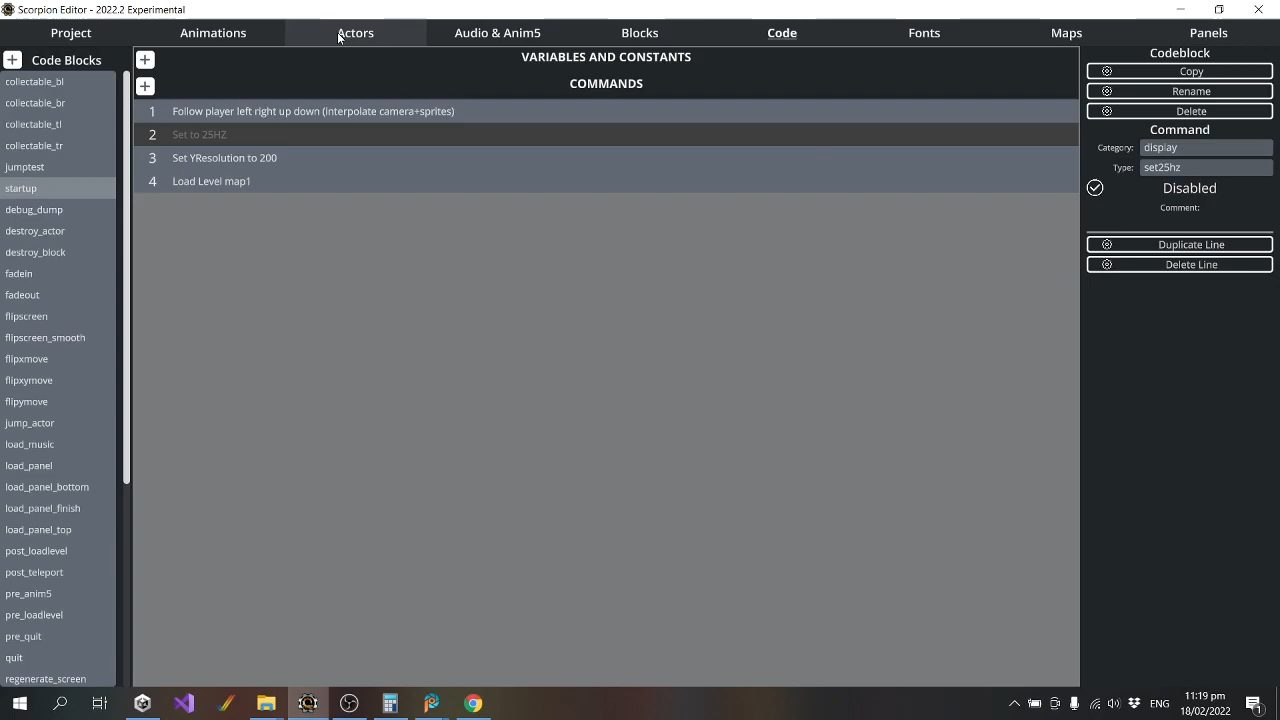 Scorpion Editor - 2022.2 Experimental
Project
Animations
Actors
Audio & Anim5
Blocks
Code
Fonts
Maps
Panels
Code Blocks
collectable_bl
collectable_br
collectable_tl
collectable_tr
jumptest
startup
debug_dump
destroy_actor
destroy_block
fadein
fadeout
flipscreen
flipscreen_smooth
flipxmove
flipxymove
flipymove
jump_actor
load_music
load_panel
load_panel_bottom
load_panel_finish
load_panel_top
post_loadlevel
post_teleport
pre_anim5
pre_loadlevel
pre_quit
quit
regenerate_screen
VARIABLES AND CONSTANTS
COMMANDS
1 Follow player left right up down (interpolate camera+sprites)
2 Set to 25HZ
3 Set YResolution to 200
4 Load Level map1
Codeblock
Copy
Rename
Delete
Command
Category: display
Type: set25hz
Disabled
Comment:
Duplicate Line
Delete Line
ENG
11:19 pm
18/02/2022